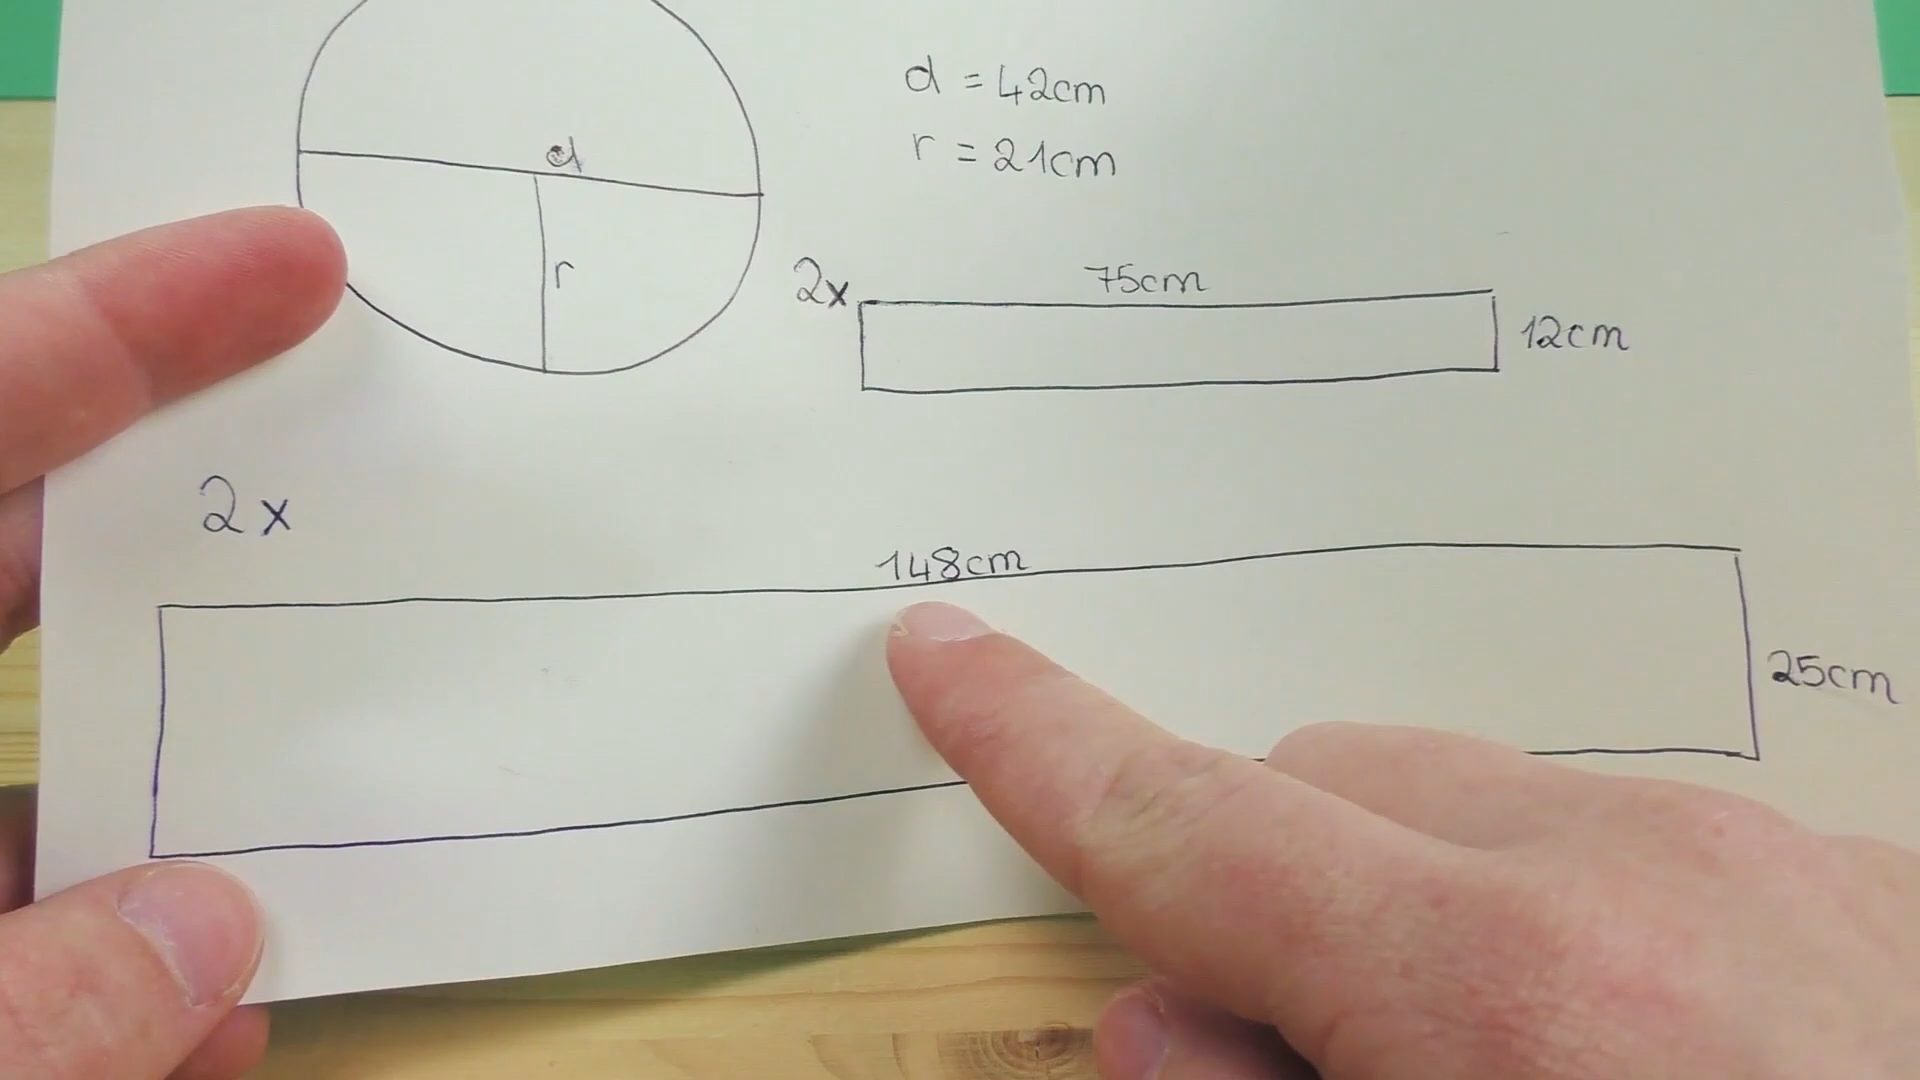 d = 42cm
d
r = 21cm
r
2x
75cm
12cm
2x
148cm
25cm